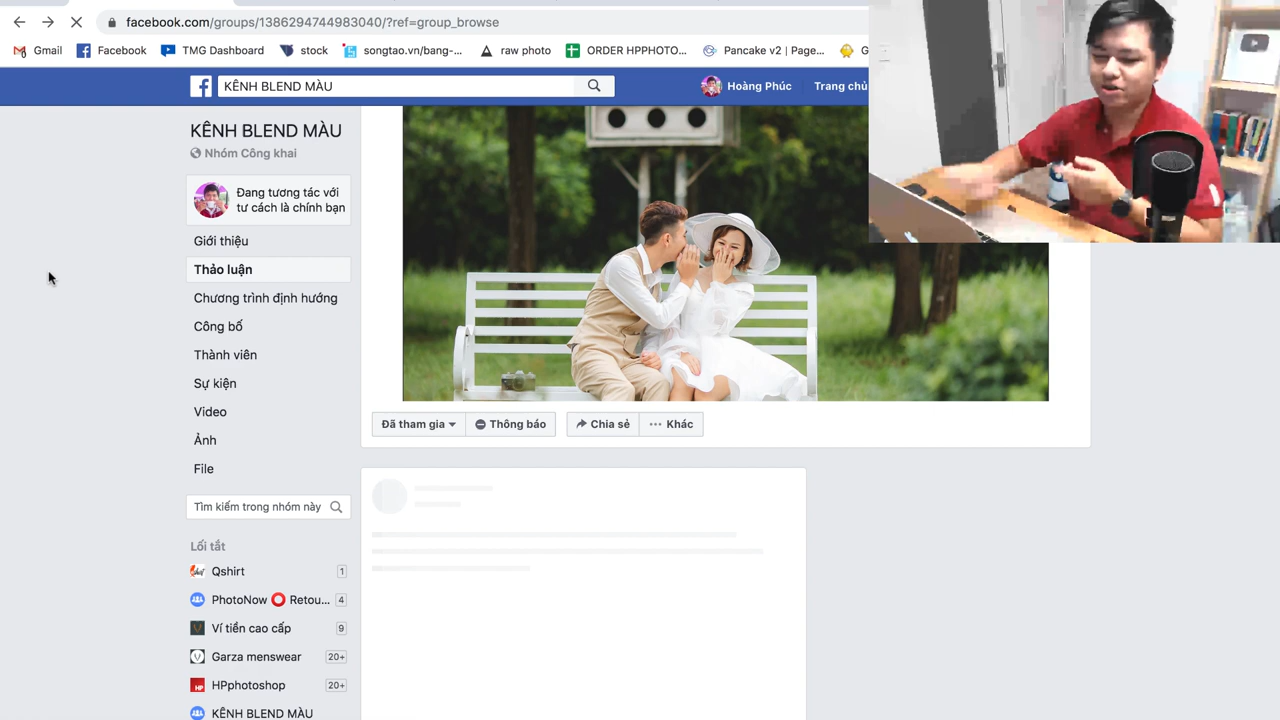 facebook.com/groups/1386294744983040/?ref=group_browse
Gmail
Facebook
TMG Dashboard
stock
songtao.vn/bang-...
raw photo
ORDER HPPHOTO...
Pancake v2 | Page...
G
KÊNH BLEND MÀU
Hoàng Phúc
Trang chủ
KÊNH BLEND MÀU
Nhóm Công khai
Đang tương tác với
tư cách là chính bạn
Giới thiệu
Thảo luận
Chương trình định hướng
Công bố
Thành viên
Sự kiện
Video
Ảnh
File
Đã tham gia
Thông báo
Chia sẻ
Khác
Tìm kiếm trong nhóm này
Lối tắt
Qshirt 1
PhotoNow ⭕ Retou... 4
Ví tiền cao cấp 9
Garza menswear 20+
HP HPphotoshop 20+
KÊNH BLEND MÀU